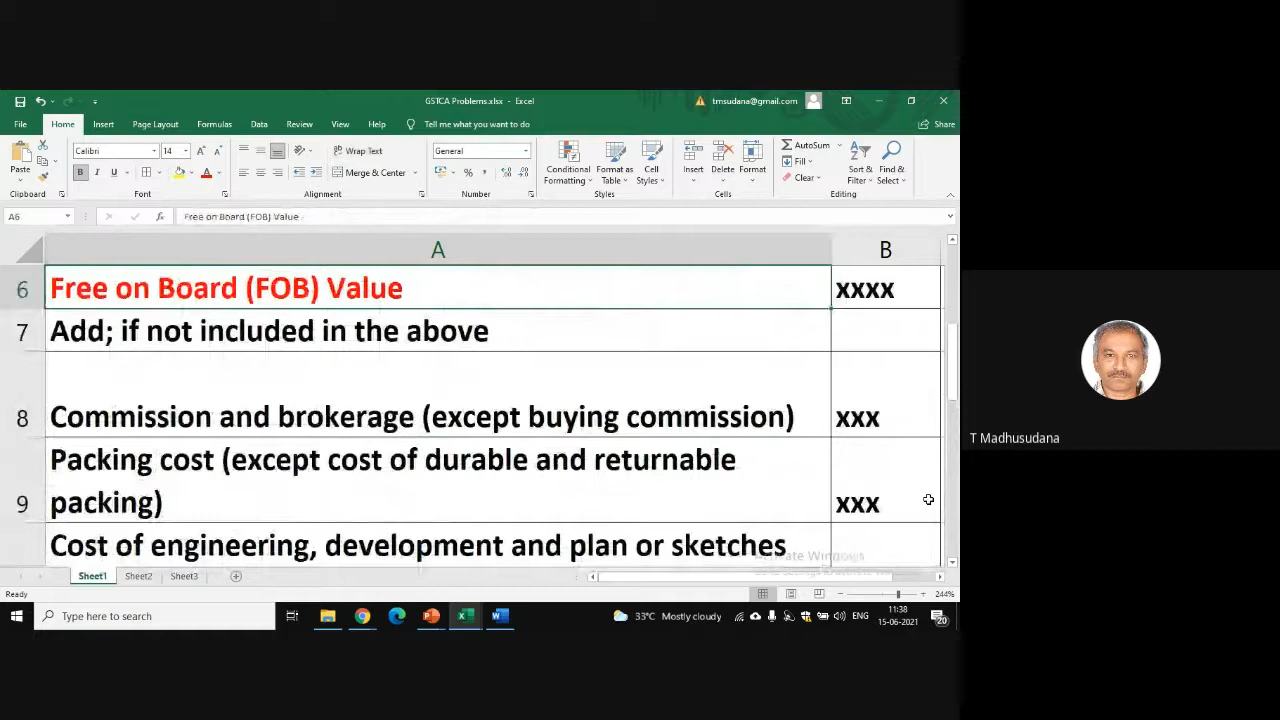 GSTCA Problems.xlsx - Excel
tmsudana@gmail.com
File Home Insert Page Layout Formulas Data Review View Help Tell me what you want to do Share
Paste
Clipboard
Calibri 14
B I U
Font
Wrap Text
Merge & Center
Alignment
General
Number
Conditional Formatting
Format as Table
Cell Styles
Styles
Insert Delete Format
Cells
AutoSum
Fill
Clear
Sort & Filter
Find & Select
Editing
A6 fx Free on Board (FOB) Value
A B
6 Free on Board (FOB) Value xxxx
7 Add; if not included in the above
8 Commission and brokerage (except buying commission) xxx
Packing cost (except cost of durable and returnable
9 packing) xxx
Cost of engineering, development and plan or sketches
T Madhusudana
Sheet1 Sheet2 Sheet3
Ready 244%
Type here to search
33°C Mostly cloudy ENG
11:38
15-06-2021
20